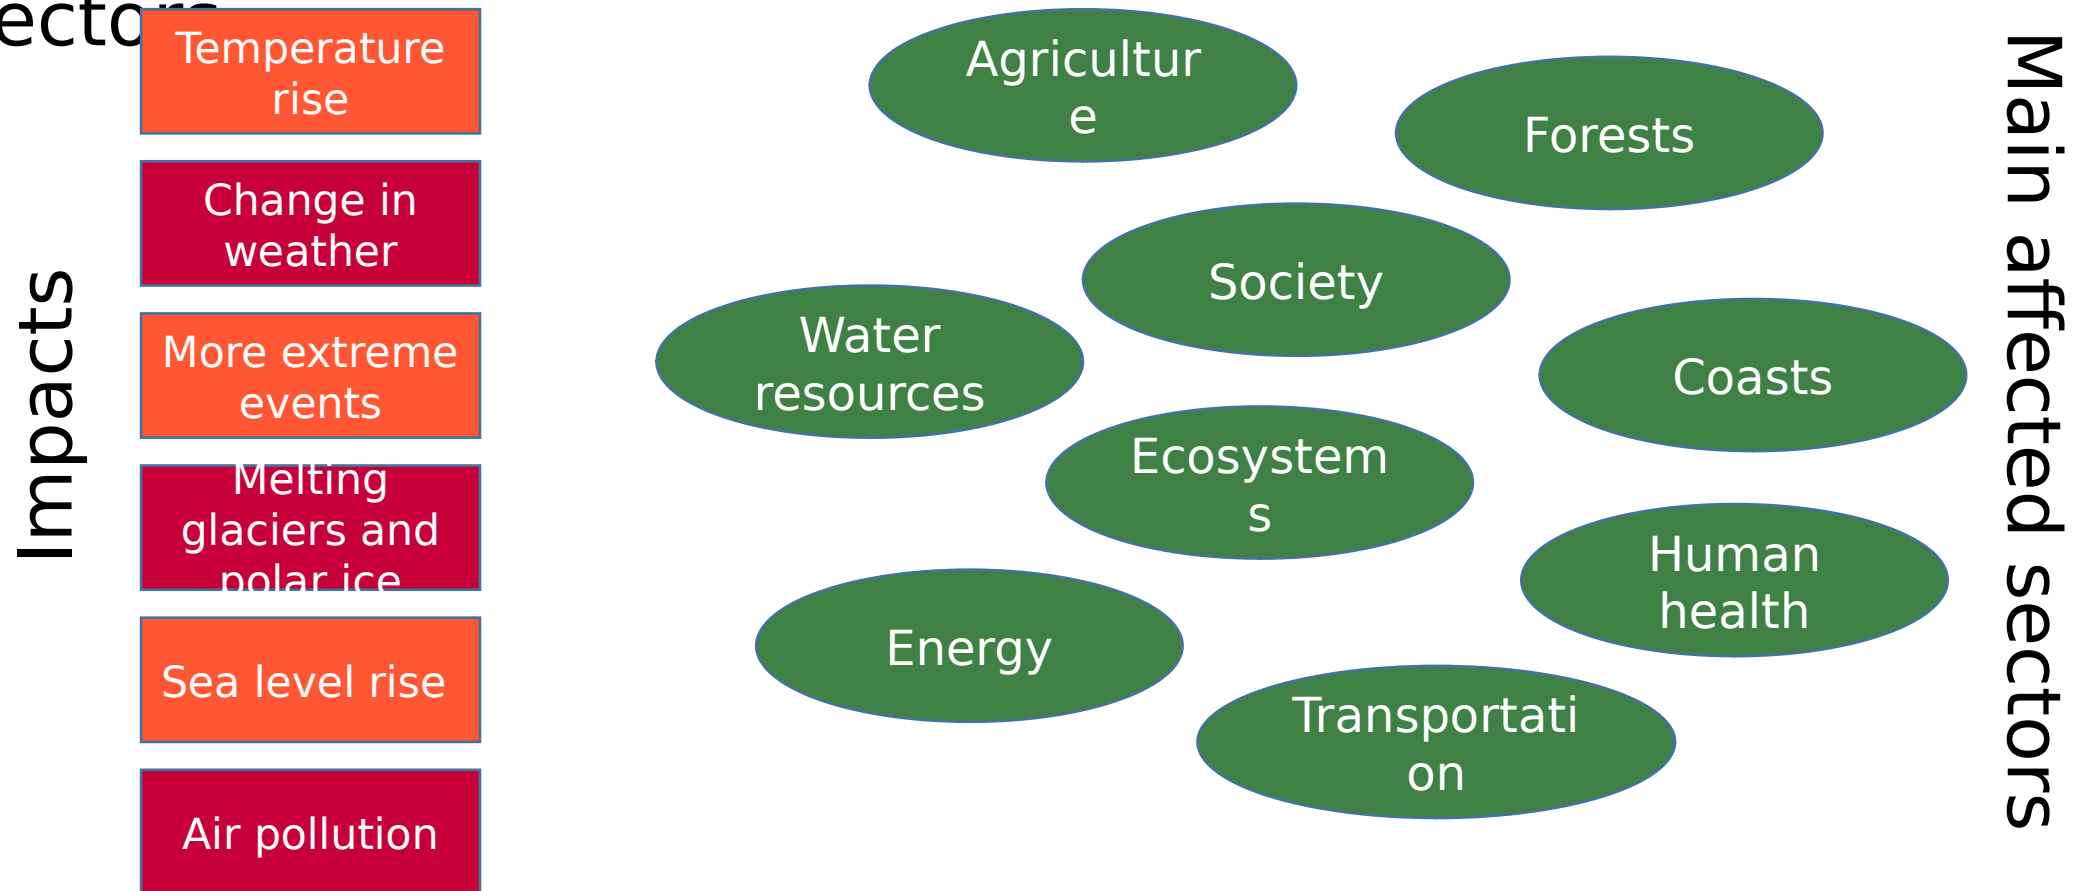 Temperature
rise
Change in
weather
More extreme
events
Melting
glaciers and
polar ice
Sea level rise
Air pollution
Impacts
Agricultur
e
Forests
Society
Water
resources
Coasts
Ecosystem
s
Human
health
Energy
Transportati
on
Main affected sectors